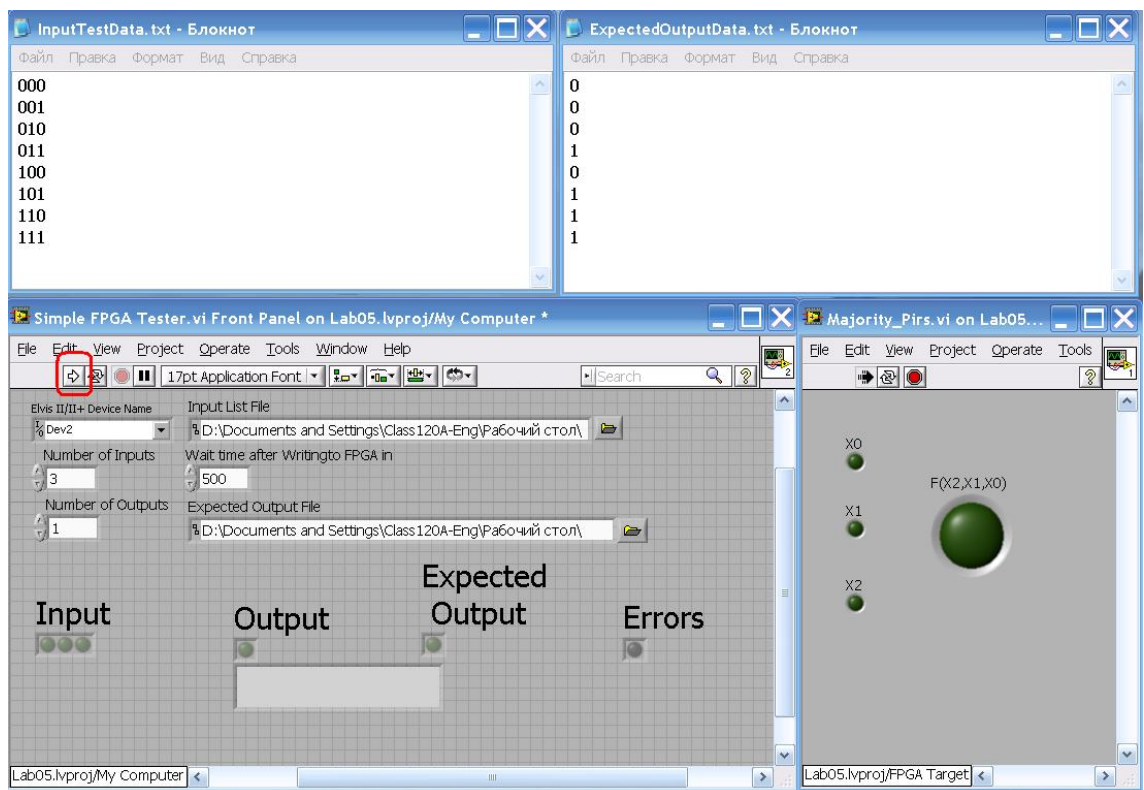 InputTestData.txt - Блокнот
Файл Правка Формат Вид Справка
000
001
010
011
100
101
110
111
ExpectedOutputData.txt - Блокнот
Файл Правка Формат Вид Справка
0
0
0
1
0
1
1
1
Simple FPGA Tester.vi Front Panel on Lab05.lvproj/My Computer *
File Edit View Project Operate Tools Window Help
17pt Application Font Search 2
Elvis II/II+ Device Name Input List File
Dev2 D:\Documents and Settings\Class120A-Eng\Рабочий стол\
Number of Inputs Wait time after Writingto FPGA in
3 500
Number of Outputs Expected Output File
1 D:\Documents and Settings\Class120A-Eng\Рабочий стол\
Expected
Input Output Output Errors
Lab05.lvproj/My Computer
Majority_Pirs.vi on Lab05...
File Edit View Project Operate Tools
1
X0
F(X2,X1,X0)
X1
X2
Lab05.lvproj/FPGA Target